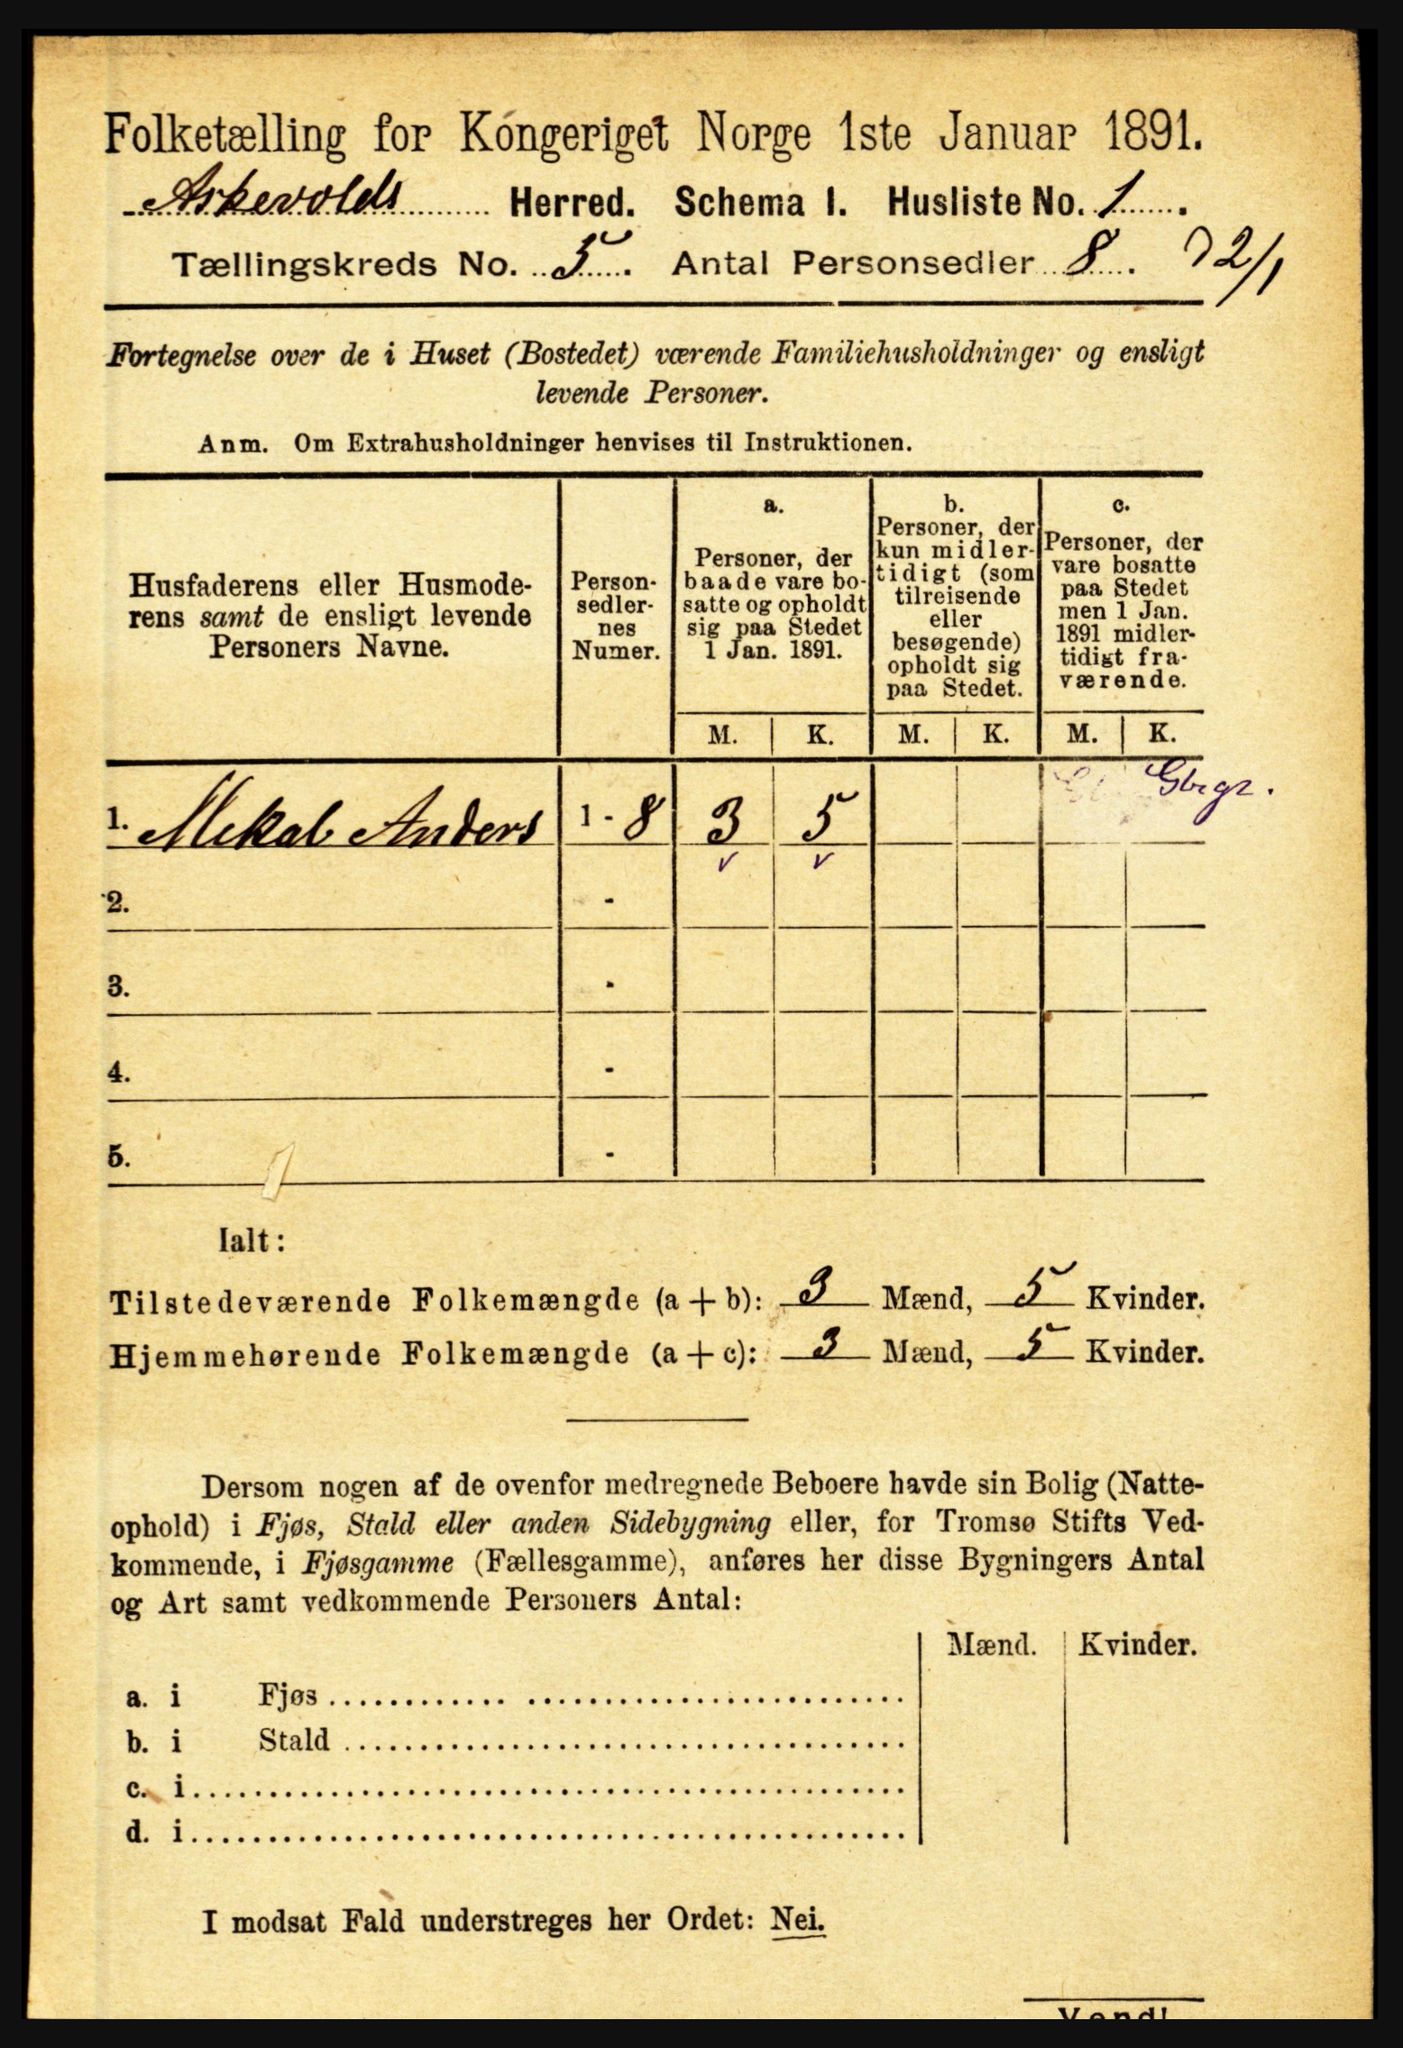 Folketælling for Kongeriget Norge 1ste Januar 1891.
Askevolds Herred. Schema I. Husliste No. 1.
Tællingskreds No. 5. Antal Personsedler 8. 2/1
Fortegnelse over de i Huset (Bostedet) værende Familiehusholdninger og ensligt
levende Personer.
Anm. Om Extrahusholdninger henvises til Instruktionen.
Husfaderens eller Husmode-
rens samt de ensligt levende
Personers Navne.
Person-
sedler-
nes
Numer.
a.
Personer, der
baade vare bo-
satte og opholdt
sig paa Stedet
1 Jan. 1891.
b.
Personer, der
kun midler-
tidigt (som
tilreisende
eller
besøgende)
opholdt sig
paa Stedet.
c.
Personer, der
vare bosatte
paa Stedet
men 1 Jan.
1891 midler-
tidigt fra-
værende.
M. K. M. K. M. K.
Gbgr.
1. Mekal Anders 1 - 8 3 5
v v
2. -
3. -
4. -
5. -
Ialt:
Tilstedeværende Folkemængde (a + b): 3 Mænd, 5 Kvinder.
Hjemmehørende Folkemængde (a + c): 3 Mænd, 5 Kvinder.
Dersom nogen af de ovenfor medregnede Beboere havde sin Bolig (Natte-
ophold) i Fjøs, Stald eller anden Sidebygning eller, for Tromsø Stifts Ved-
kommende, i Fjøsgamme (Fællesgamme), anføres her disse Bygningers Antal
og Art samt vedkommende Personers Antal:
Mænd. Kvinder.
a. i Fjøs
b. i Stald
c. i
d. i
I modsat Fald understreges her Ordet: Nei.
Vend!